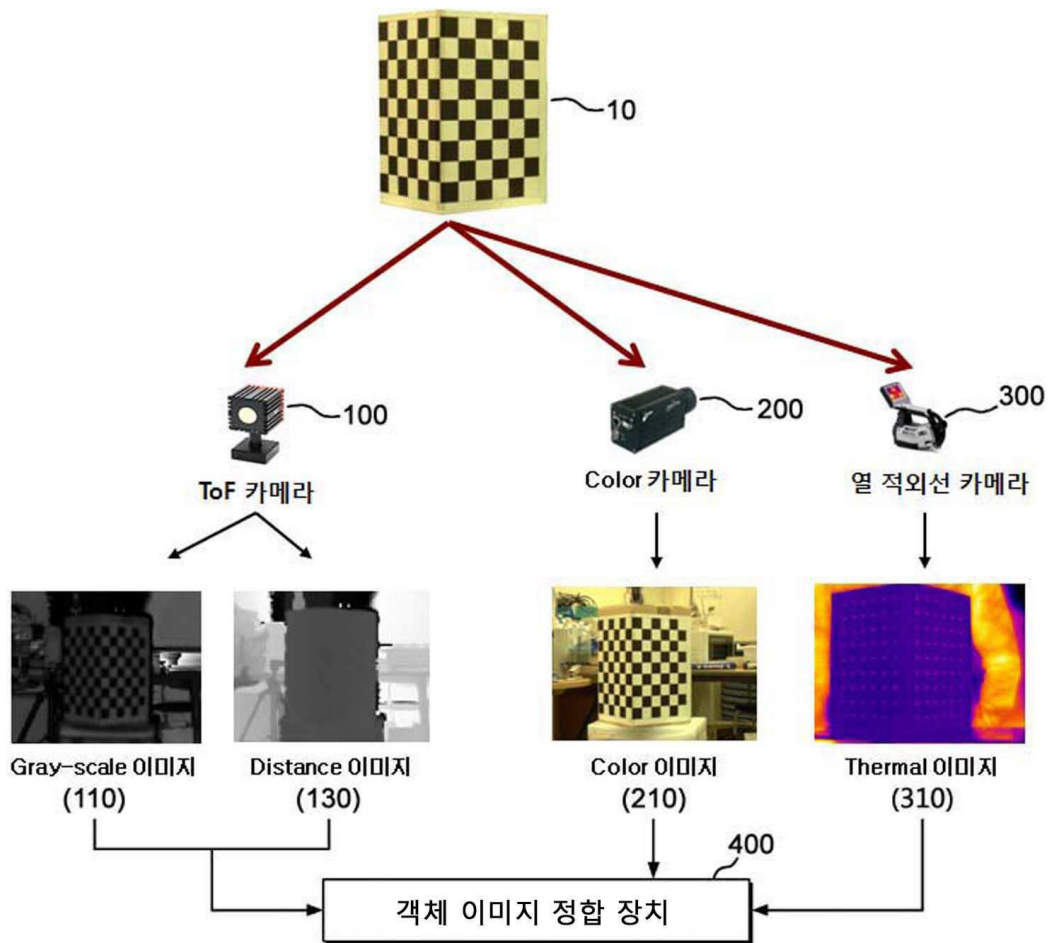 10
100
200
300
ToF 카메라
Color 카메라
열 적외선 카메라
Gray-scale 이미지
(110)
Distance 이미지
(130)
Color 이미지
(210)
Thermal 이미지
(310)
400
객체 이미지 정합 장치